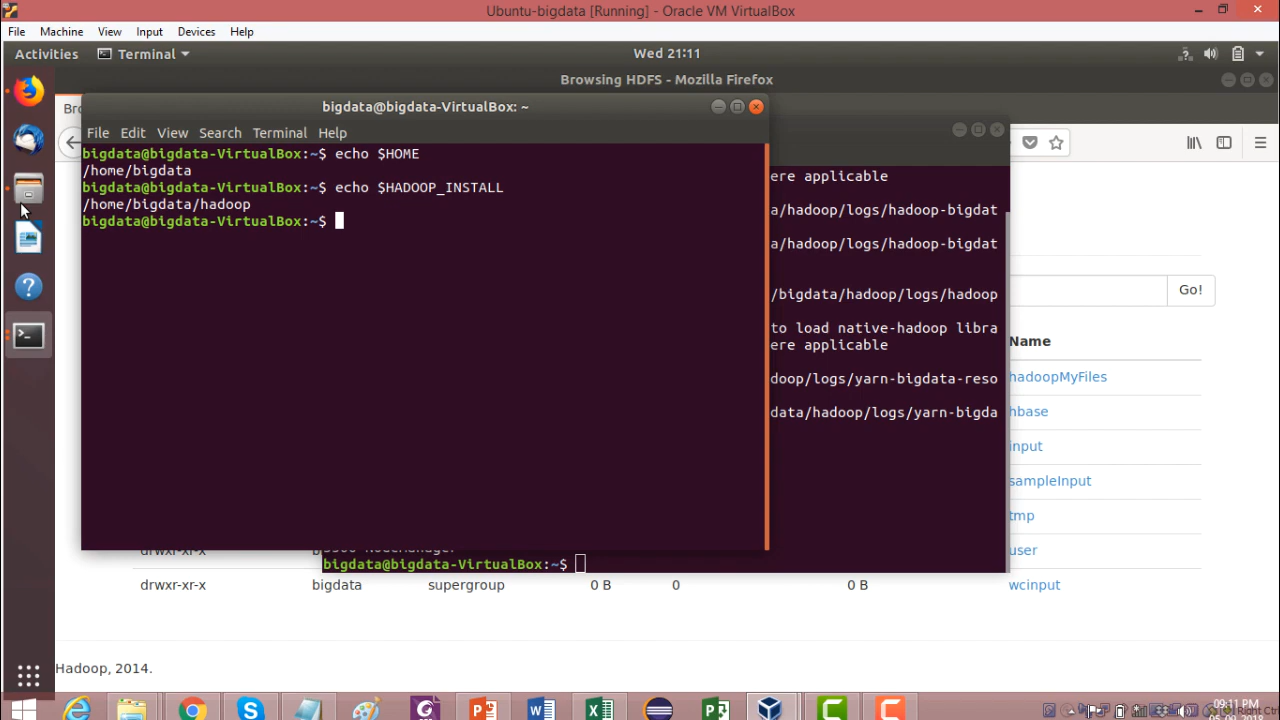 Ubuntu-bigdata [Running] - Oracle VM VirtualBox
File Machine View Input Devices Help
Activities Terminal Wed 21:11
Browsing HDFS - Mozilla Firefox
bigdata@bigdata-VirtualBox: ~
File Edit View Search Terminal Help
bigdata@bigdata-VirtualBox:~$ echo $HOME
/home/bigdata
bigdata@bigdata-VirtualBox:~$ echo $HADOOP_INSTALL
/home/bigdata/hadoop
bigdata@bigdata-VirtualBox:~$
ere applicable
a/hadoop/logs/hadoop-bigdat
a/hadoop/logs/hadoop-bigdat
/bigdata/hadoop/logs/hadoop
to load native-hadoop libra
ere applicable
doop/logs/yarn-bigdata-reso
data/hadoop/logs/yarn-bigda
bigdata@bigdata-VirtualBox:~$
Go!
Name
hadoopMyFiles
hbase
input
sampleInput
tmp
user
drwxr-xr-x
drwxr-xr-x bigdata supergroup 0 B 0 0 B wcinput
Hadoop, 2014.
09:11 PM
Right Ctrl